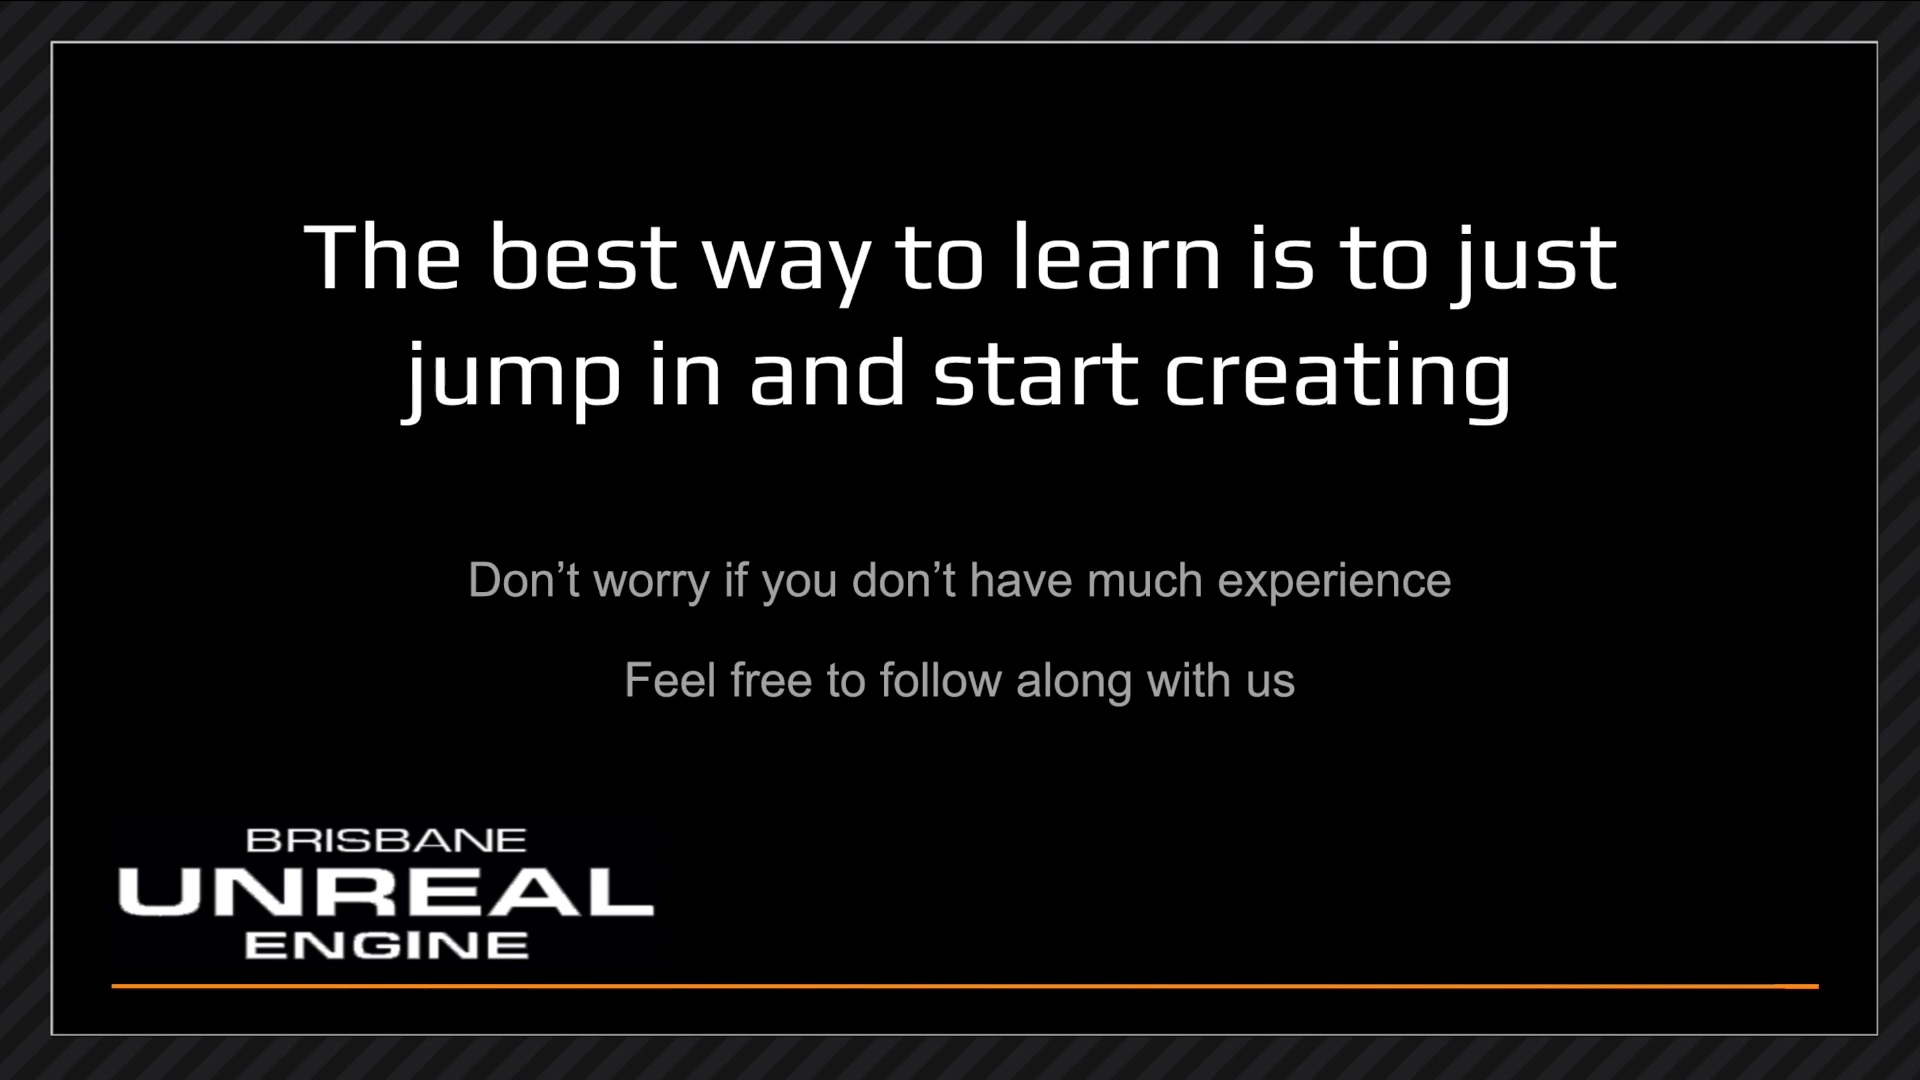 The best way to learn is to just
jump in and start creating
Don’t worry if you don’t have much experience
Feel free to follow along with us
BRISBANE
UNREAL
ENGINE